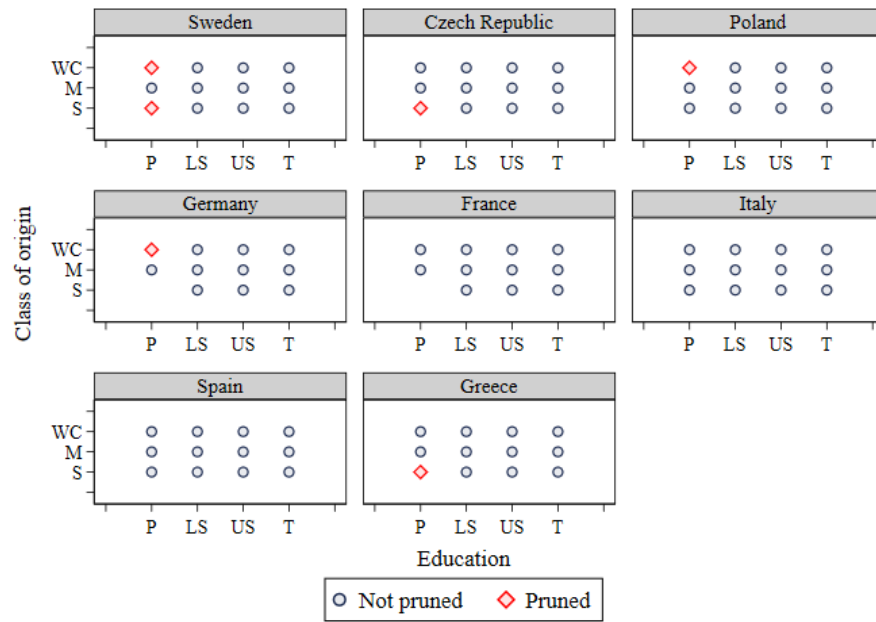 Sweden
Czech Republic
Poland
WC
M
S
P LS US T
P LS US T
P LS US T
Germany
France
Italy
WC
M
S
P LS US T
P LS US T
P LS US T
Spain
Greece
WC
M
S
P LS US T
P LS US T
Class of origin
Education
Not pruned
Pruned